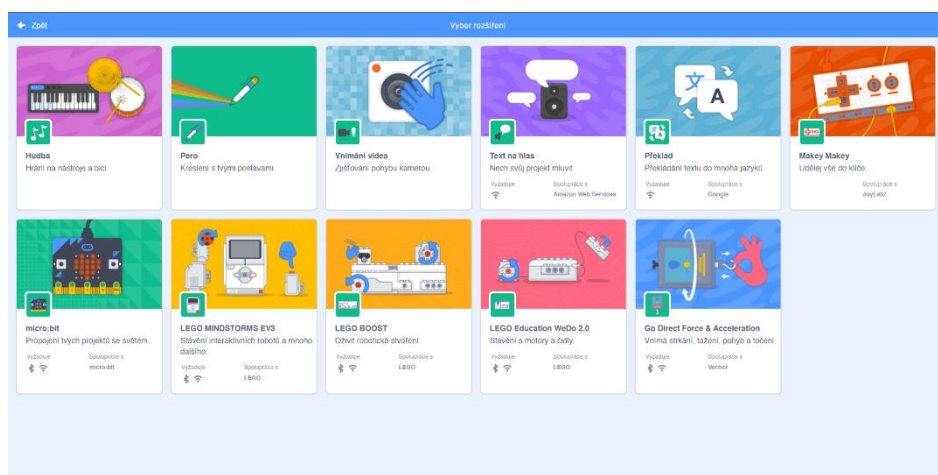 Zpět
Výběr rozšíření
Hudba
Hraní na nástroje a bicí
Pero
Kreslení s tvými postavami
Vnímání videa
Zjišťování pohybu kamerou.
Text na hlas
Nech svůj projekt mluvit
Vyžaduje Spolupráce s
Amazon Web Services
Překlad
Překládání textu do mnoha jazyků.
Vyžaduje Spolupráce s
Google
Makey Makey
Udělej vše do klíče.
Spolupráce s
JoyLabz
micro:bit
Propojení tvých projektů se světem.
Vyžaduje Spolupráce s
micro:bit
LEGO MINDSTORMS EV3
Stavění interaktivních robotů a mnoho
dalšího.
Vyžaduje Spolupráce s
LEGO
LEGO BOOST
Oživit robotická stvoření
Vyžaduje Spolupráce s
LEGO
LEGO Education WeDo 2.0
Stavění s motory a čidly
Vyžaduje Spolupráce s
LEGO
Go Direct Force & Acceleration
Vnímá strkání, tažení, pohyb a točení
Vyžaduje Spolupráce s
Vernier
文
A